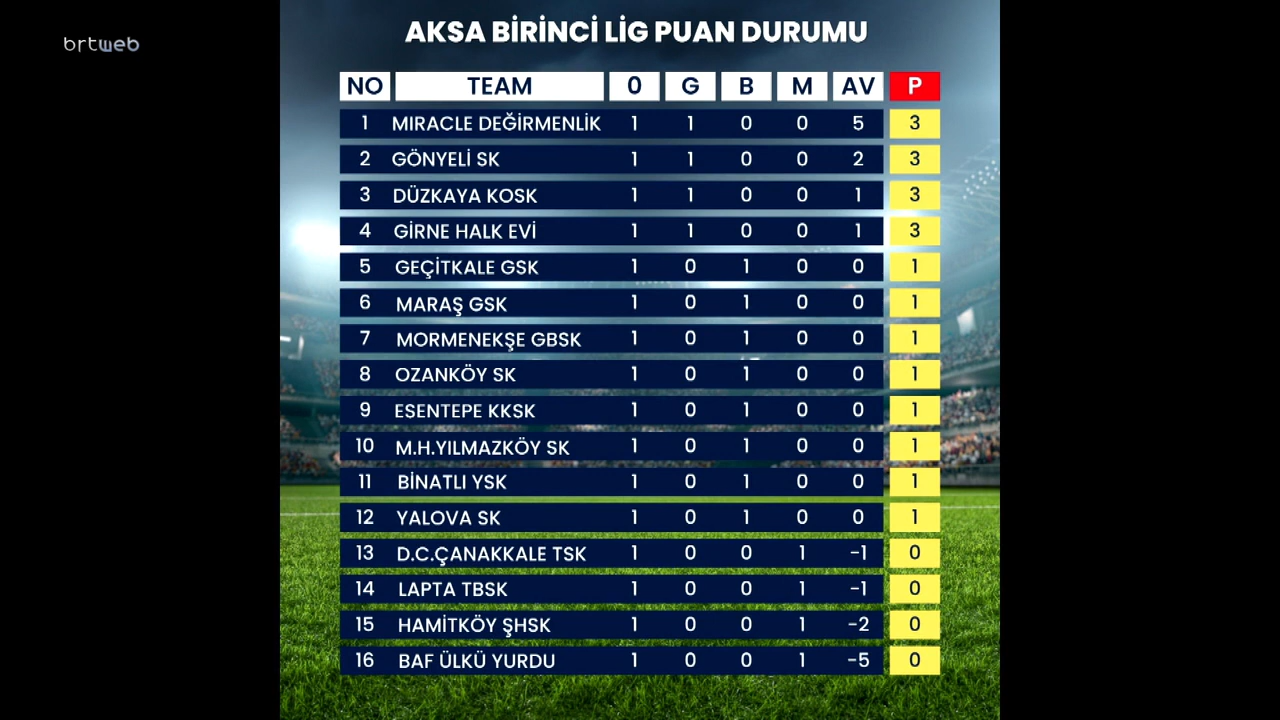 brtweb
AKSA BİRİNCİ LİG PUAN DURUMU
NO TEAM 0 G B M AV P
1 MIRACLE DEĞİRMENLİK 1 1 0 0 5 3
2 GÖNYELİ SK 1 1 0 0 2 3
3 DÜZKAYA KOSK 1 1 0 0 1 3
4 GİRNE HALK EVİ 1 1 0 0 1 3
5 GEÇİTKALE GSK 1 0 1 0 0 1
6 MARAŞ GSK 1 0 1 0 0 1
7 MORMENEKŞE GBSK 1 0 1 0 0 1
8 OZANKÖY SK 1 0 1 0 0 1
9 ESENTEPE KKSK 1 0 1 0 0 1
10 M.H.YILMAZKÖY SK 1 0 1 0 0 1
11 BİNATLI YSK 1 0 1 0 0 1
12 YALOVA SK 1 0 1 0 0 1
13 D.C.ÇANAKKALE TSK 1 0 0 1 -1 0
14 LAPTA TBSK 1 0 0 1 -1 0
15 HAMİTKÖY ŞHSK 1 0 0 1 -2 0
16 BAF ÜLKÜ YURDU 1 0 0 1 -5 0